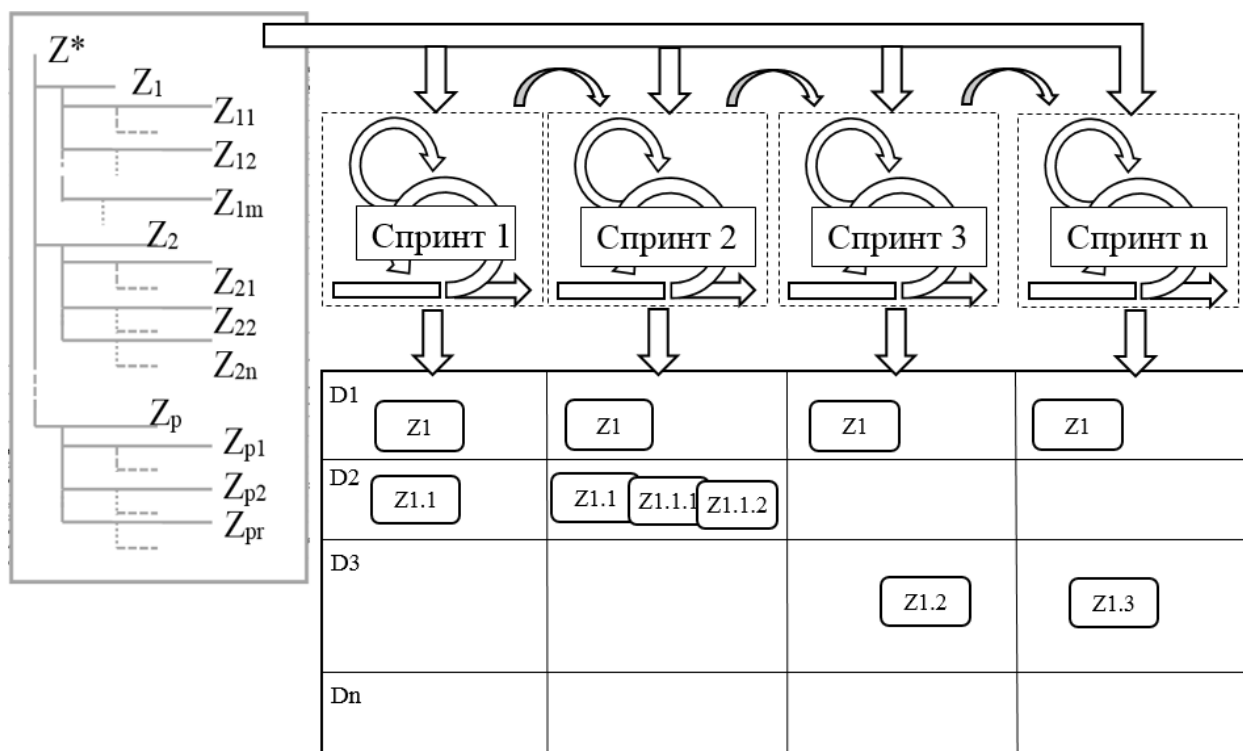 Z*
Z₁
Z₁₁
Z₁₂
Z₁ₘ
Z₂
Z₂₁
Z₂₂
Z₂ₙ
Zₚ
Zₚ₁
Zₚ₂
Zₚᵣ
Спринт 1
Спринт 2
Спринт 3
Спринт n
D1
Z1
Z1
Z1
Z1
D2
Z1.1
Z1.1
Z1.1.1
Z1.1.2
D3
Z1.2
Z1.3
Dn